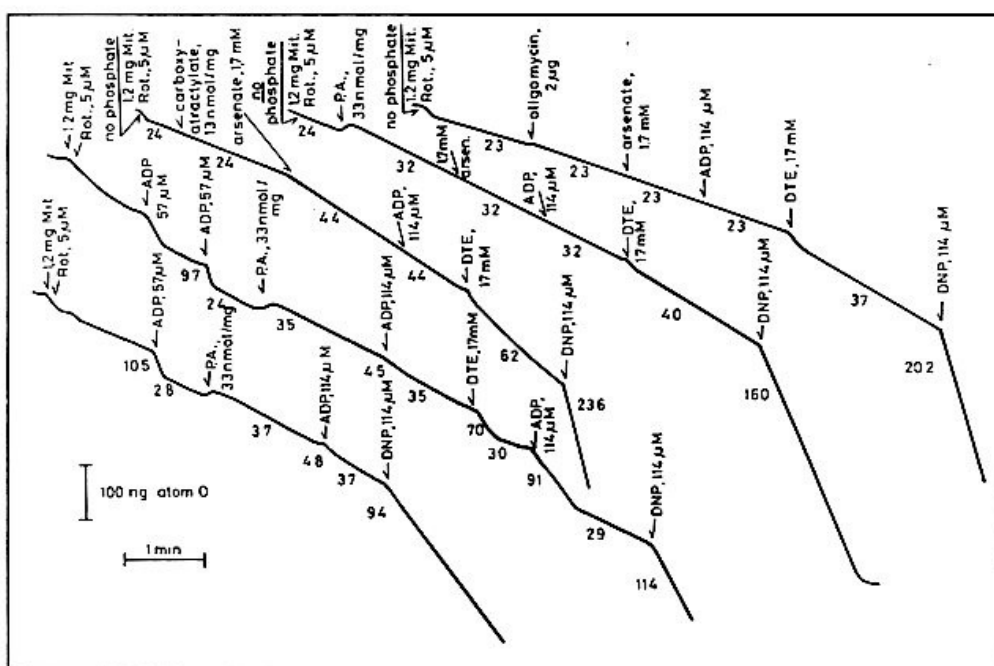 1.2 mg Mit.
Rot., 5 µM
ADP, 57 µM
P.A.,
33 nmol/mg
ADP, 114 µM
DNP, 114 µM
105
28
37
48
37
94
1.2 mg Mit
Rot., 5 µM
ADP
57 µM
ADP, 57 µM
P.A., 33 nmol/
mg
ADP, 114 µM
DTE, 17mM
ADP,
114 µM
DNP, 114 µM
97
24
35
45
35
70
30
91
29
114
no phosphate
1.2 mg Mit.
Rot., 5 µM
carboxy-
atractylate,
13 nmol/mg
arsenate, 1.7 mM
ADP,
114 µM
DTE,
17 mM
DNP, 114 µM
24
24
44
44
62
236
no
phosphate
1.2 mg Mit.
Rot., 5 µM
P.A.,
33 nmol/mg
1.7mM
arsen.
ADP,
114 µM
DTE,
17 mM
DNP, 114 µM
24
32
32
32
40
160
no phosphate
1.2 mg Mit.
Rot., 5 µM
oligomycin,
2 µg
arsenate
1.7 mM
ADP, 114 µM
DTE, 17 mM
DNP, 114 µM
23
23
23
23
37
202
100 ng atom O
1 min